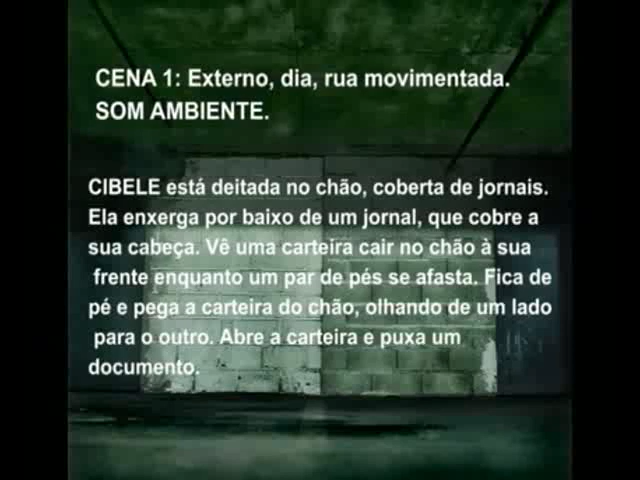 CENA 1: Externo, dia, rua movimentada.
SOM AMBIENTE.
CIBELE está deitada no chão, coberta de jornais.
Ela enxerga por baixo de um jornal, que cobre a
sua cabeça. Vê uma carteira cair no chão à sua
frente enquanto um par de pés se afasta. Fica de
pé e pega a carteira do chão, olhando de um lado
para o outro. Abre a carteira e puxa um
documento.